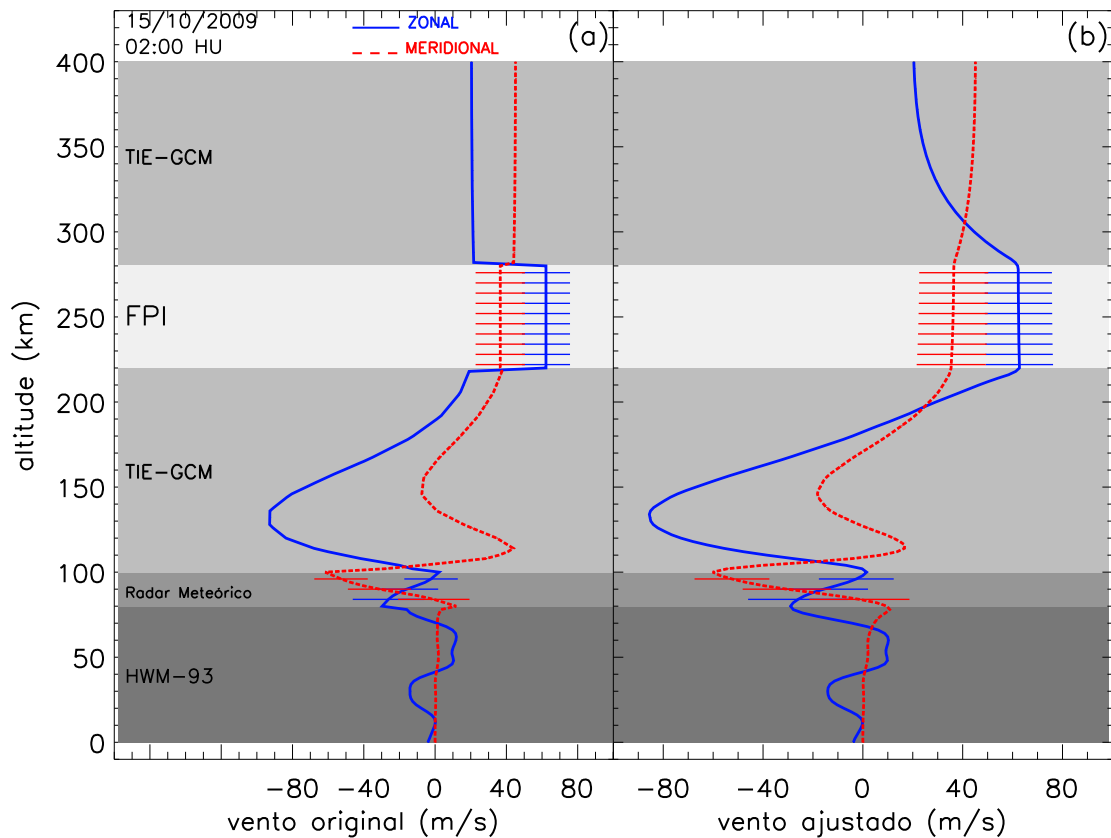 15/10/2009
02:00 HU
ZONAL
MERIDIONAL
(a)
(b)
400
350
300
250
200
150
100
50
0
altitude (km)
TIE-GCM
FPI
TIE-GCM
Radar Meteórico
HWM-93
-80 -40 0 40 80
-80 -40 0 40 80
vento original (m/s)
vento ajustado (m/s)